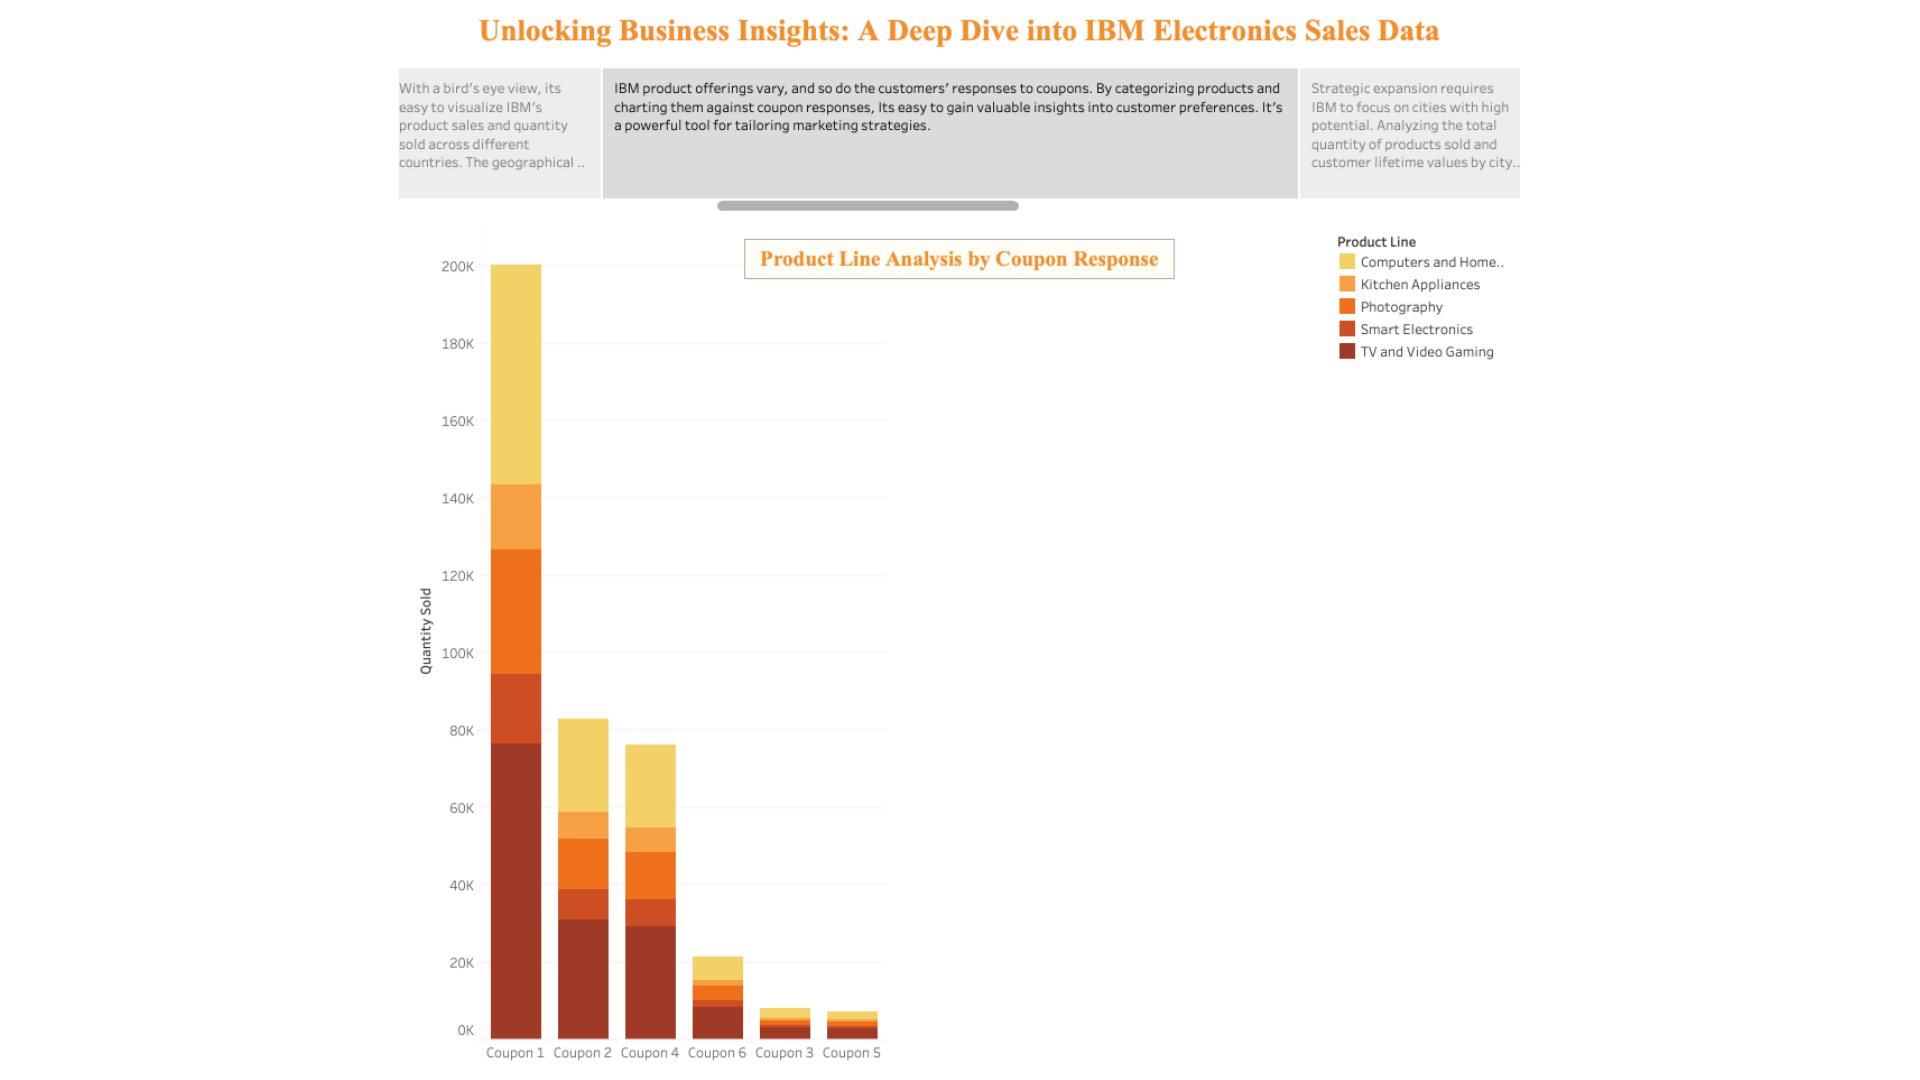 Unlocking Business Insights: A Deep Dive into IBM Electronics Sales Data
With a bird's eye view, its
easy to visualize IBM's
product sales and quantity
sold across different
countries. The geographical ..
IBM product offerings vary, and so do the customers' responses to coupons. By categorizing products and
charting them against coupon responses, Its easy to gain valuable insights into customer preferences. It's
a powerful tool for tailoring marketing strategies.
Strategic expansion requires
IBM to focus on cities with high
potential. Analyzing the total
quantity of products sold and
customer lifetime values by city..
Product Line Analysis by Coupon Response
Product Line
Computers and Home..
Kitchen Appliances
Photography
Smart Electronics
TV and Video Gaming
Quantity Sold
200K
180K
160K
140K
120K
100K
80K
60K
40K
20K
0K
Coupon 1 Coupon 2 Coupon 4 Coupon 6 Coupon 3 Coupon 5